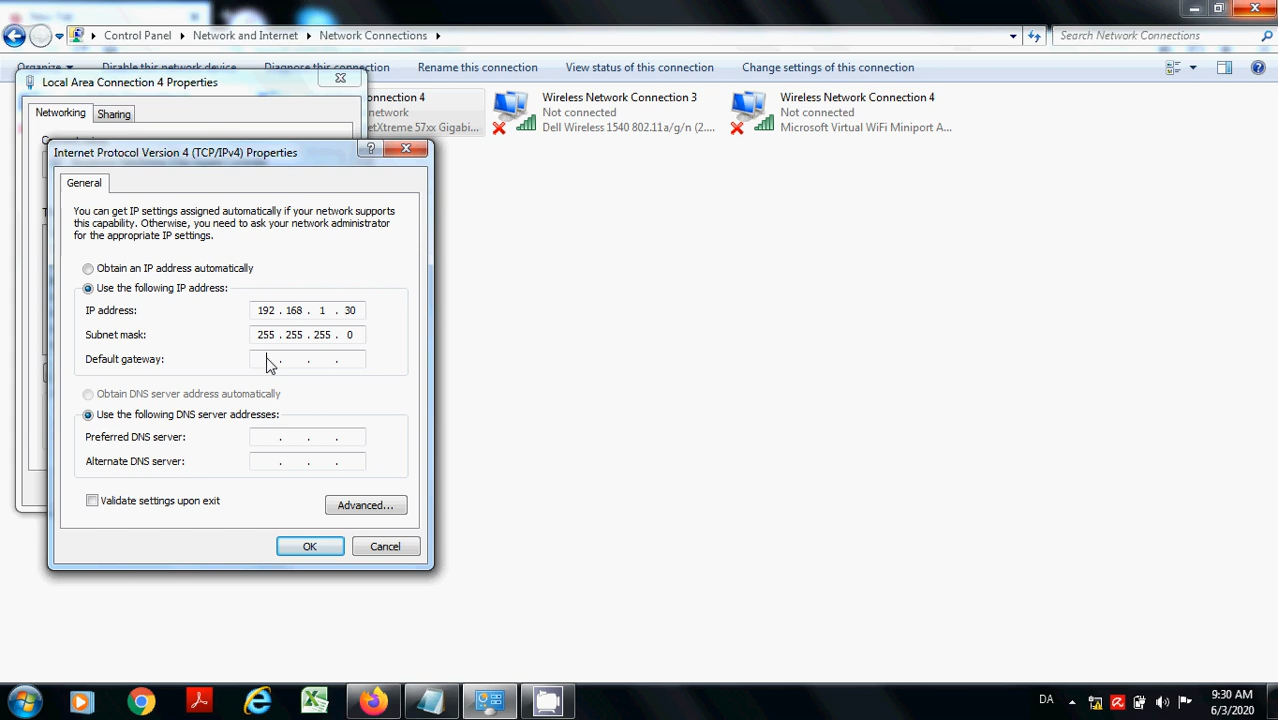 Control Panel
Network and Internet
Network Connections
Search Network Connections
Organize
Disable this network device
Diagnose this connection
Rename this connection
View status of this connection
Change settings of this connection
Local Area Connection 4 Properties
Networking
Sharing
onnection 4
network
etXtreme 57xx Gigabi...
Wireless Network Connection 3
Not connected
Dell Wireless 1540 802.11a/g/n (2....
Wireless Network Connection 4
Not connected
Microsoft Virtual WiFi Miniport A...
Internet Protocol Version 4 (TCP/IPv4) Properties
General
You can get IP settings assigned automatically if your network supports
this capability. Otherwise, you need to ask your network administrator
for the appropriate IP settings.
Obtain an IP address automatically
Use the following IP address:
IP address: 192 . 168 . 1 . 30
Subnet mask: 255 . 255 . 255 . 0
Default gateway: . . .
Obtain DNS server address automatically
Use the following DNS server addresses:
Preferred DNS server: . . .
Alternate DNS server: . . .
Validate settings upon exit
Advanced...
OK
Cancel
DA
9:30 AM
6/3/2020